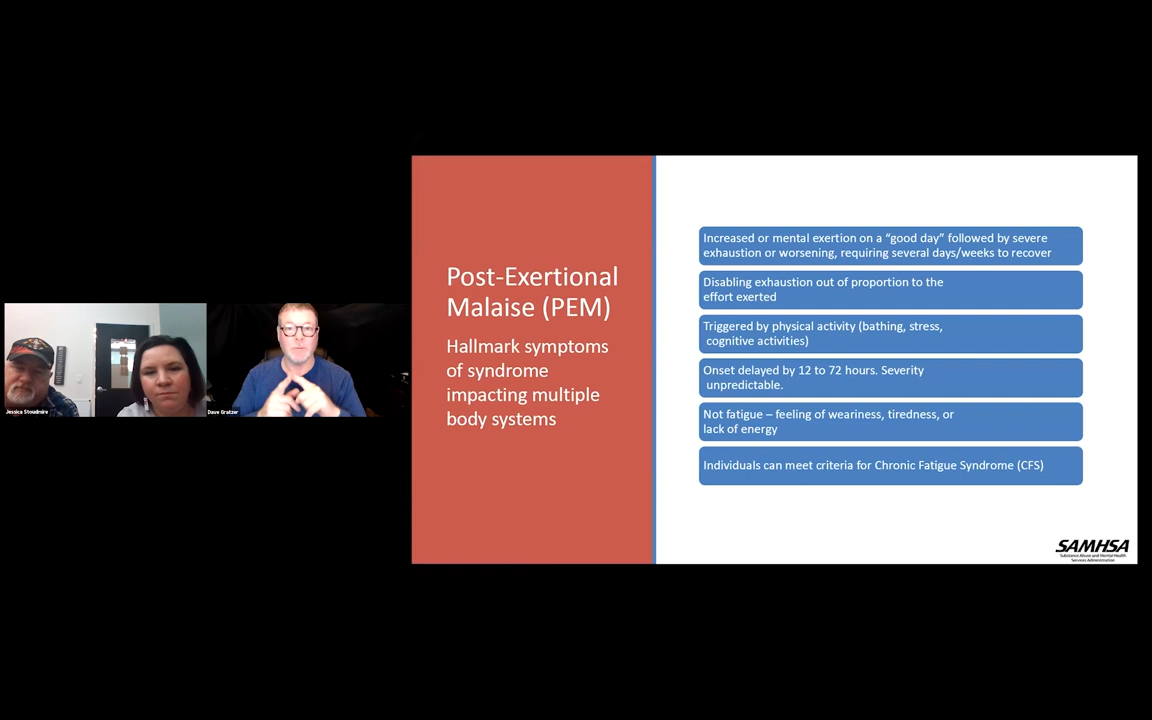 Jessica Stoudmire
Dave Gratzer
Post-Exertional
Malaise (PEM)
Hallmark symptoms
of syndrome
impacting multiple
body systems
Increased or mental exertion on a “good day” followed by severe
exhaustion or worsening, requiring several days/weeks to recover
Disabling exhaustion out of proportion to the
effort exerted
Triggered by physical activity (bathing, stress,
cognitive activities)
Onset delayed by 12 to 72 hours. Severity
unpredictable.
Not fatigue – feeling of weariness, tiredness, or
lack of energy
Individuals can meet criteria for Chronic Fatigue Syndrome (CFS)
SAMHSA
Substance Abuse and Mental Health
Services Administration